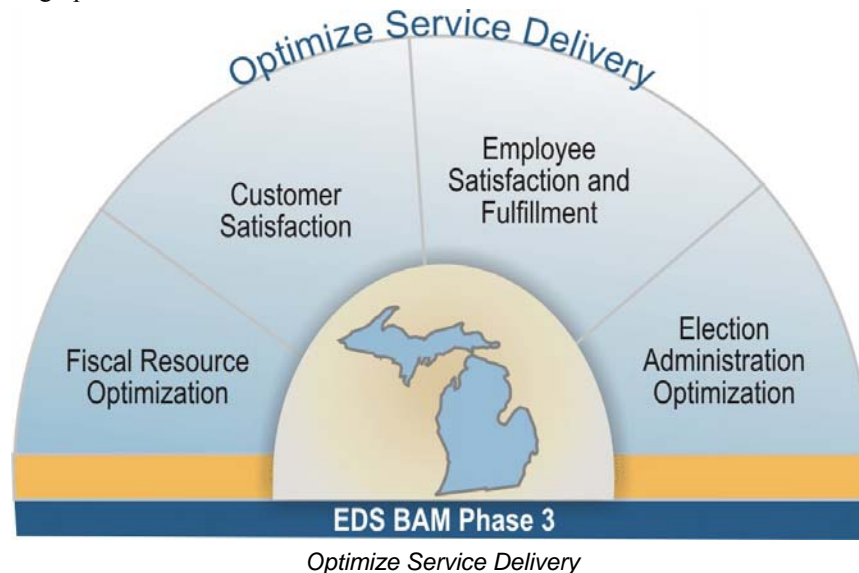 Optimize Service Delivery
Employee
Satisfaction and
Fulfillment
Customer
Satisfaction
Election
Administration
Optimization
Fiscal Resource
Optimization
EDS BAM Phase 3
Optimize Service Delivery